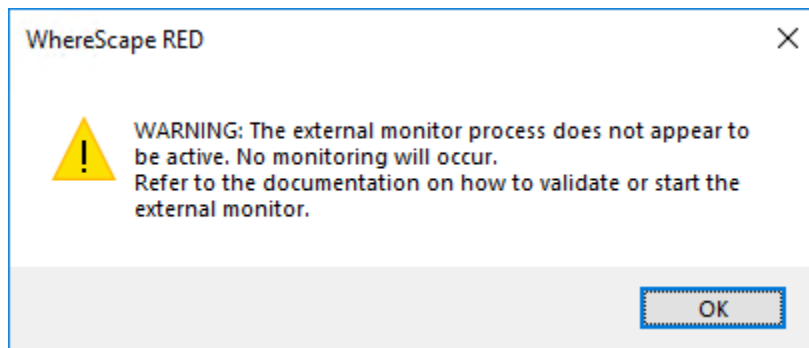 WhereScape RED
WARNING: The external monitor process does not appear to
be active. No monitoring will occur.
Refer to the documentation on how to validate or start the
external monitor.
OK